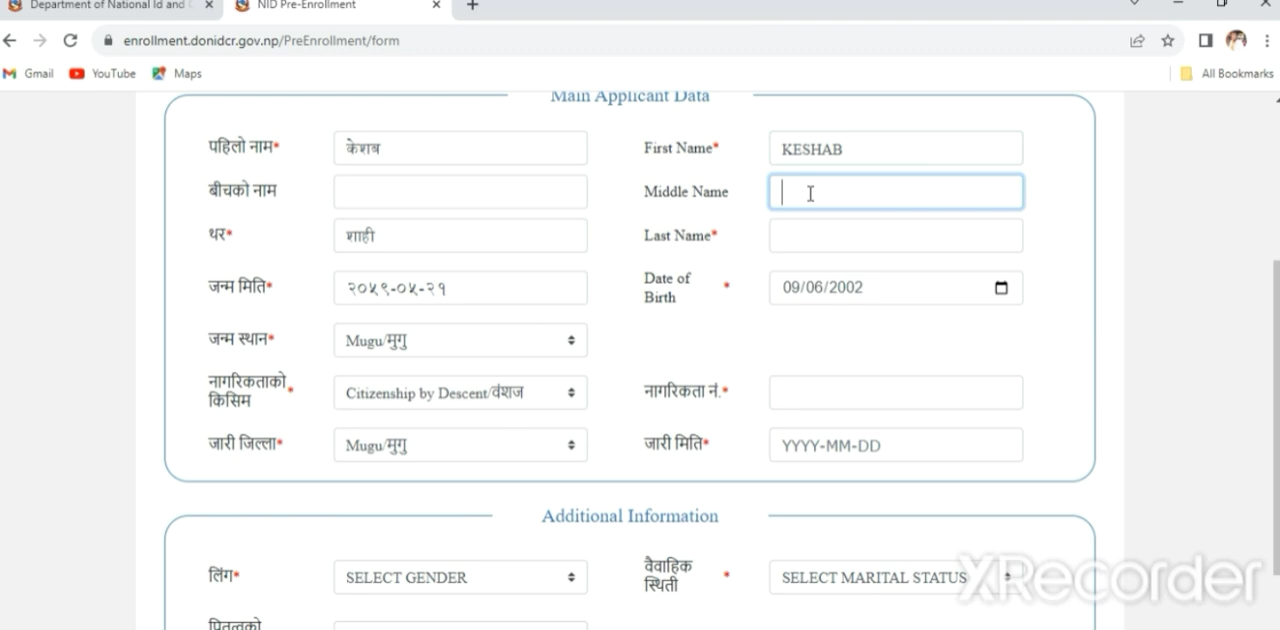 Department of National Id and C
NID Pre-Enrollment
enrollment.donidcr.gov.np/PreEnrollment/form
Gmail YouTube Maps All Bookmarks
Main Applicant Data
पहिलो नाम* केशब First Name* KESHAB
बीचको नाम Middle Name
थर* शाही Last Name*
जन्म मिति* २०५९-०५-२१ Date of Birth * 09/06/2002
जन्म स्थान* Mugu/मुगु
नागरिकताको किसिम * Citizenship by Descent/वंशज नागरिकता नं.*
जारी जिल्ला* Mugu/मुगु जारी मिति* YYYY-MM-DD
Additional Information
लिंग* SELECT GENDER वैवाहिक स्थिती * SELECT MARITAL STATUS
XRecorder